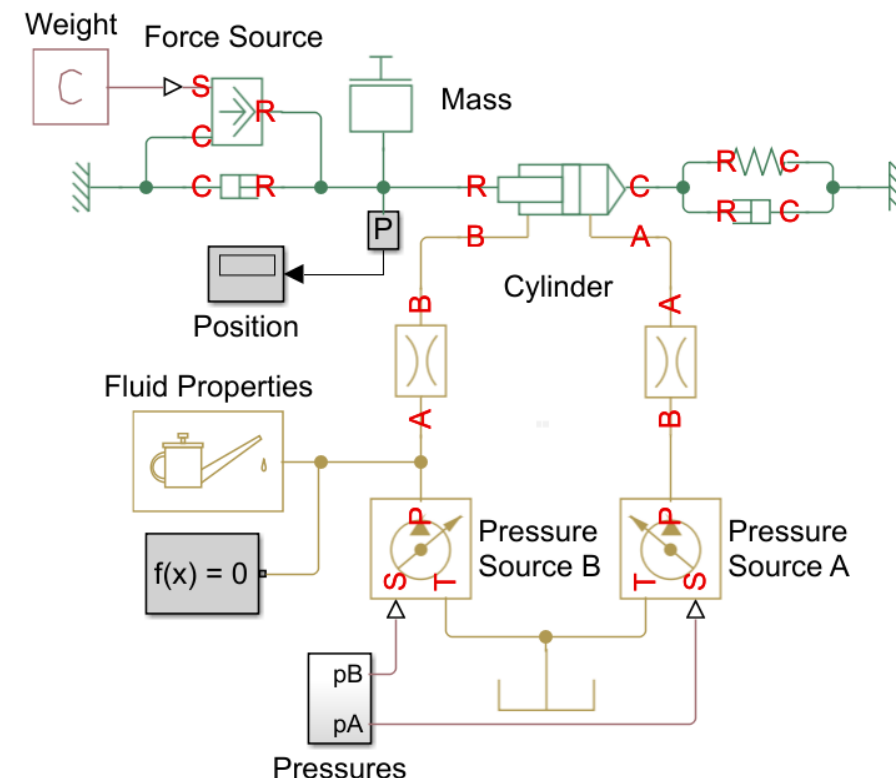 Weight
Force Source
C
S
R
C
Mass
R
C
C
R
R
C
R
C
P
B
A
Cylinder
Position
B
A
Fluid Properties
A
B
P
P
Pressure
Source B
Pressure
Source A
f(x) = 0
S
T
T
S
pB
pA
Pressures